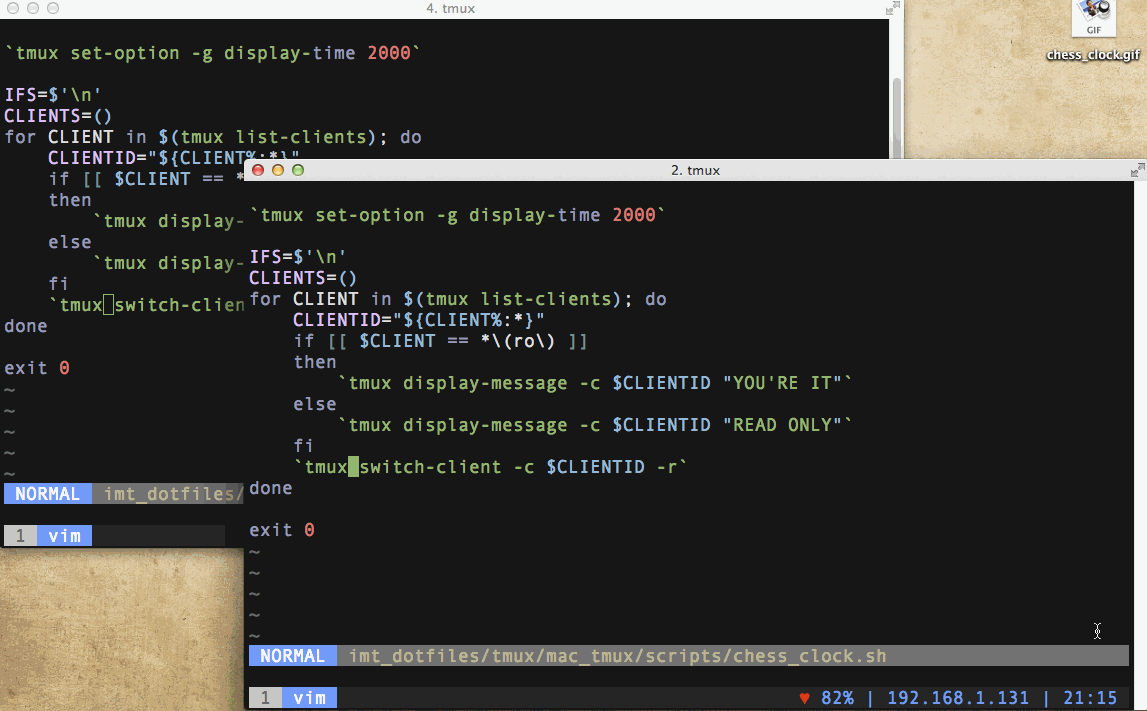 4. tmux
`tmux set-option -g display-time 2000`
IFS=$'\n'
CLIENTS=()
for CLIENT in $(tmux list-clients); do
CLIENTID="${CLIENT%:*}"
if [[ $CLIENT == *
then
`tmux display-
else
`tmux display-
fi
`tmux switch-clien
done
exit 0
~
~
~
~
~
NORMAL imt_dotfiles/
1 vim
GIF
chess_clock.gif
2. tmux
`tmux set-option -g display-time 2000`
IFS=$'\n'
CLIENTS=()
for CLIENT in $(tmux list-clients); do
CLIENTID="${CLIENT%:*}"
if [[ $CLIENT == *\(ro\) ]]
then
`tmux display-message -c $CLIENTID "YOU'RE IT"`
else
`tmux display-message -c $CLIENTID "READ ONLY"`
fi
`tmux switch-client -c $CLIENTID -r`
done
exit 0
~
~
~
~
~
NORMAL imt_dotfiles/tmux/mac_tmux/scripts/chess_clock.sh
1 vim ♥ 82% | 192.168.1.131 | 21:15